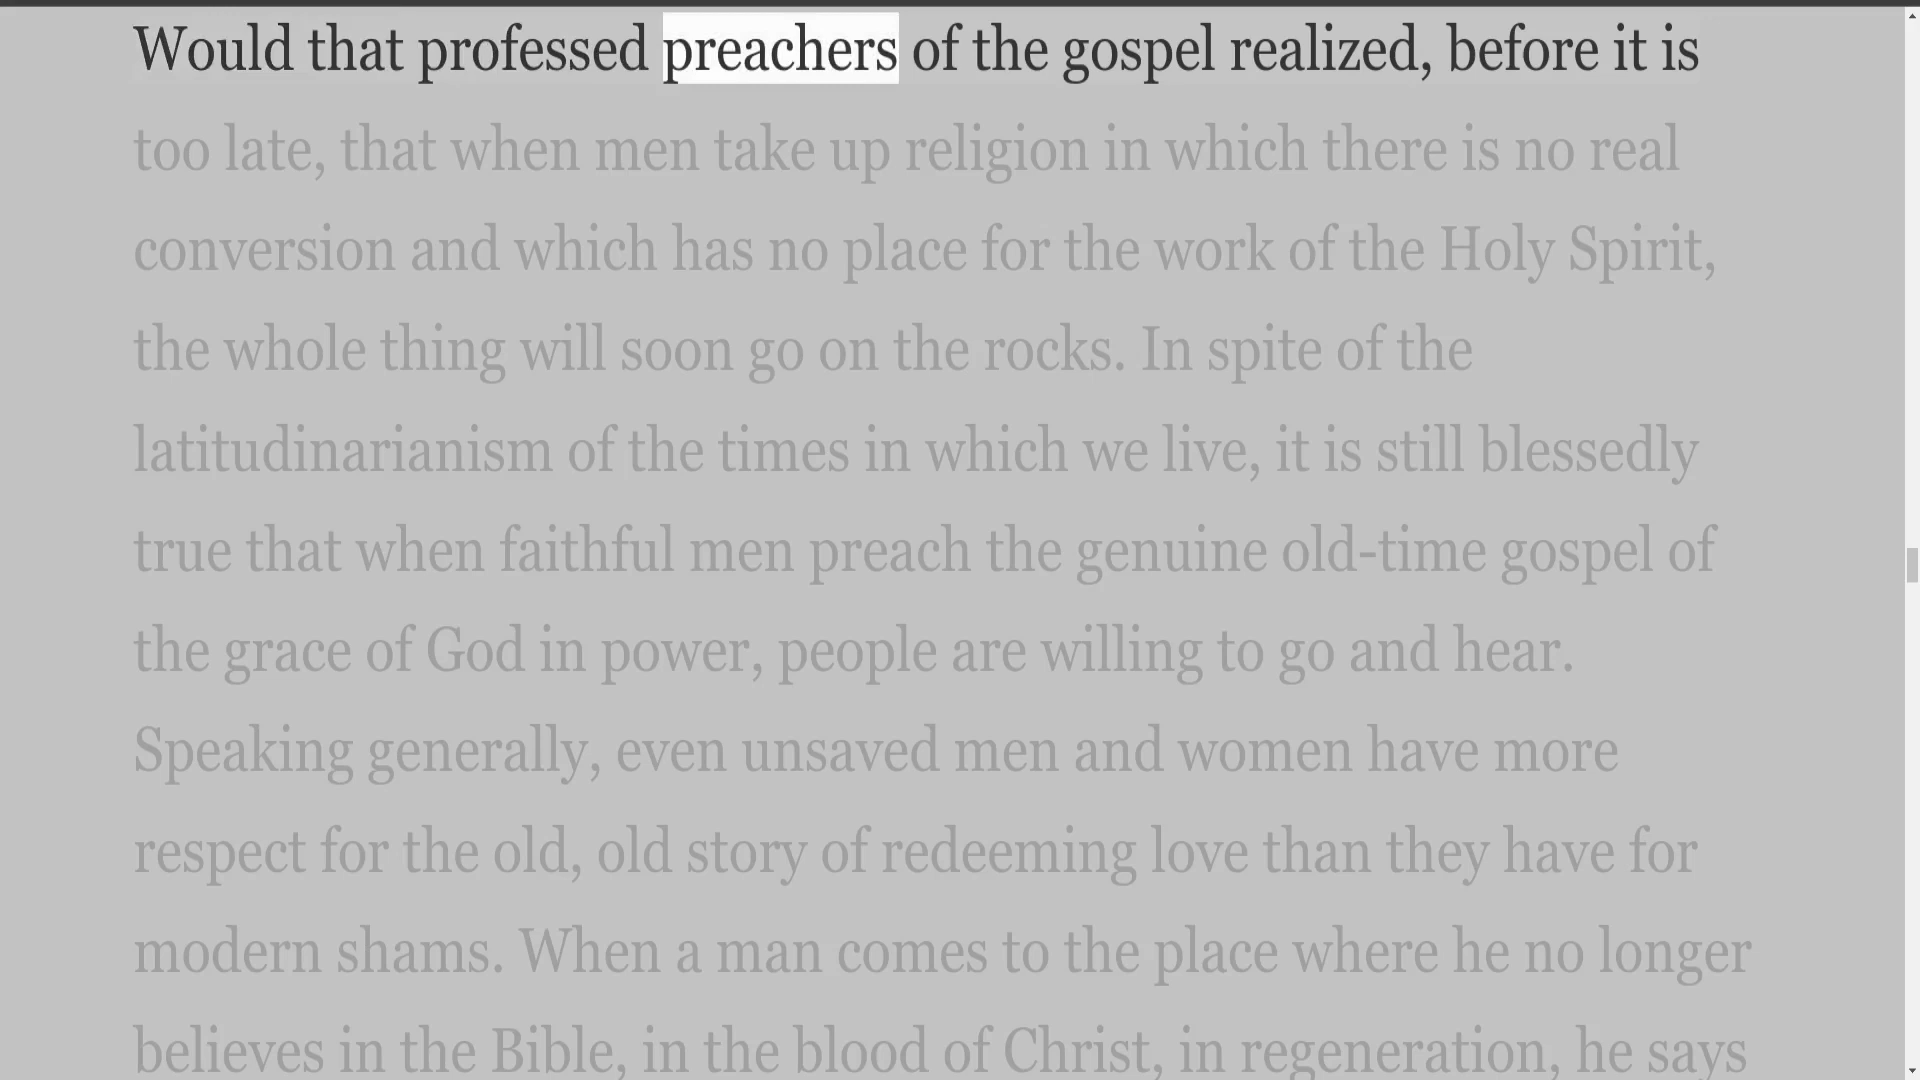 Would that professed preachers of the gospel realized, before it is
too late, that when men take up religion in which there is no real
conversion and which has no place for the work of the Holy Spirit,
the whole thing will soon go on the rocks. In spite of the
latitudinarianism of the times in which we live, it is still blessedly
true that when faithful men preach the genuine old-time gospel of
the grace of God in power, people are willing to go and hear.
Speaking generally, even unsaved men and women have more
respect for the old, old story of redeeming love than they have for
modern shams. When a man comes to the place where he no longer
believes in the Bible, in the blood of Christ, in regeneration, he says